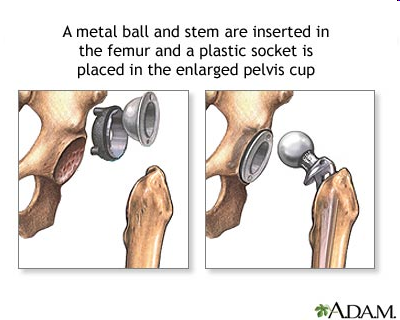 A metal ball and stem are inserted in
the femur and a plastic socket is
placed in the enlarged pelvis cup
A.D.A.M.